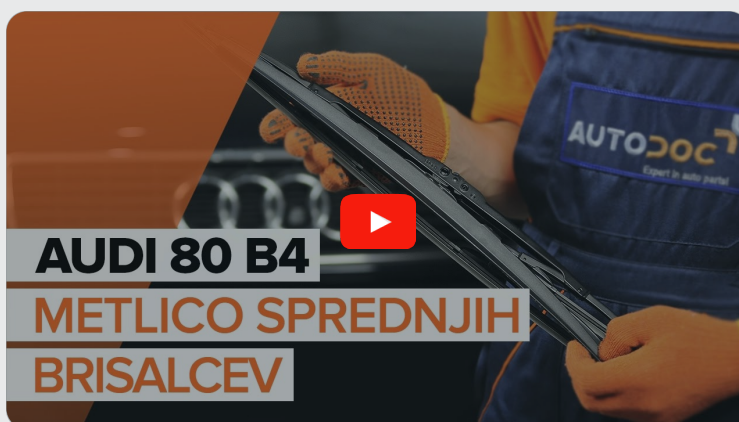 AUTODOC
Expert in auto parts!
AUDI 80 B4
METLICO SPREDNJIH
BRISALCEV